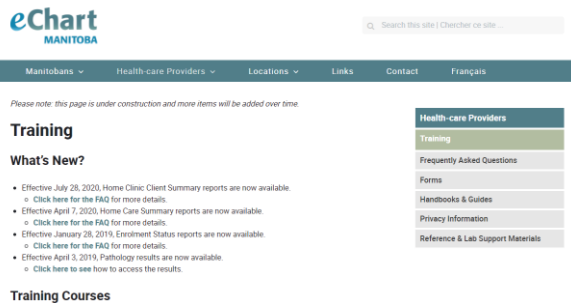 eChart
MANITOBA
Search this site | Chercher ce site ...
Manitobans
Health-care Providers
Locations
Links
Contact
Français
Please note: this page is under construction and more items will be added over time.
Training
What's New?
Effective July 28, 2020, Home Clinic Client Summary reports are now available.
Click here for the FAQ for more details.
Effective April 7, 2020, Home Care Summary reports are now available.
Click here for the FAQ for more details.
Effective January 28, 2019, Enrolment Status reports are now available.
Click here for the FAQ for more details.
Effective April 3, 2019, Pathology results are now available.
Click here to see how to access the results.
Training Courses
Health-care Providers
Training
Frequently Asked Questions
Forms
Handbooks & Guides
Privacy Information
Reference & Lab Support Materials